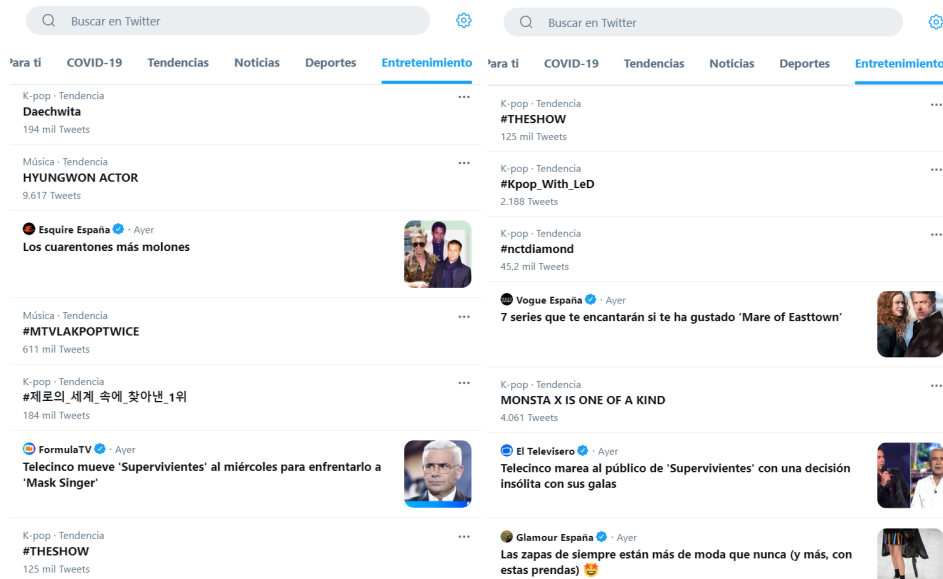 Buscar en Twitter
Para ti COVID-19 Tendencias Noticias Deportes Entretenimiento
K-pop · Tendencia
Daechwita
194 mil Tweets
Música · Tendencia
HYUNGWON ACTOR
9.617 Tweets
Esquire España · Ayer
Los cuarentones más molones
Música · Tendencia
#MTVLAKPOPTWICE
611 mil Tweets
K-pop · Tendencia
#제로의_세계_속에_찾아낸_1위
184 mil Tweets
FormulaTV · Ayer
Telecinco mueve 'Supervivientes' al miércoles para enfrentarlo a
'Mask Singer'
K-pop · Tendencia
#THESHOW
125 mil Tweets
Buscar en Twitter
Para ti COVID-19 Tendencias Noticias Deportes Entretenimiento
K-pop · Tendencia
#THESHOW
125 mil Tweets
K-pop · Tendencia
#Kpop_With_LeD
2.188 Tweets
K-pop · Tendencia
#nctdiamond
45,2 mil Tweets
Vogue España · Ayer
7 series que te encantarán si te ha gustado 'Mare of Easttown'
K-pop · Tendencia
MONSTA X IS ONE OF A KIND
4.061 Tweets
El Televisero · Ayer
Telecinco marea al público de 'Supervivientes' con una decisión
insólita con sus galas
Glamour España · Ayer
Las zapas de siempre están más de moda que nunca (y más, con
estas prendas) 🤩